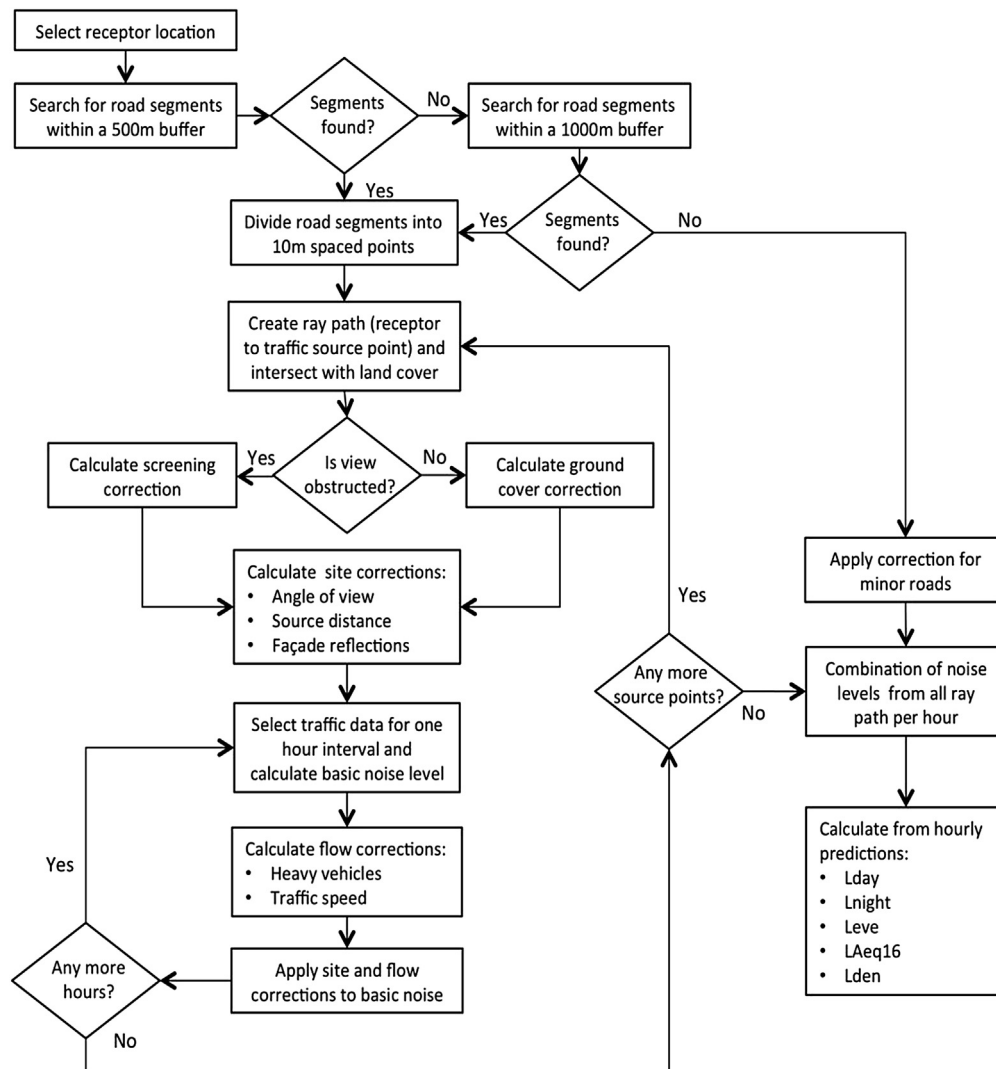 Select receptor location
Search for road segments
within a 500m buffer
Segments
found?
No
Search for road segments
within a 1000m buffer
Yes
Divide road segments into
10m spaced points
Yes
Segments
found?
No
Create ray path (receptor
to traffic source point) and
intersect with land cover
Calculate screening
correction
Yes
Is view
obstructed?
No
Calculate ground
cover correction
Calculate site corrections:
• Angle of view
• Source distance
• Façade reflections
Select traffic data for one
hour interval and
calculate basic noise level
Calculate flow corrections:
• Heavy vehicles
• Traffic speed
Apply site and flow
corrections to basic noise
Any more
hours?
Yes
No
Any more
source points?
Yes
No
Apply correction for
minor roads
Combination of noise
levels from all ray
path per hour
Calculate from hourly
predictions:
• Lday
• Lnight
• Leve
• LAeq16
• Lden